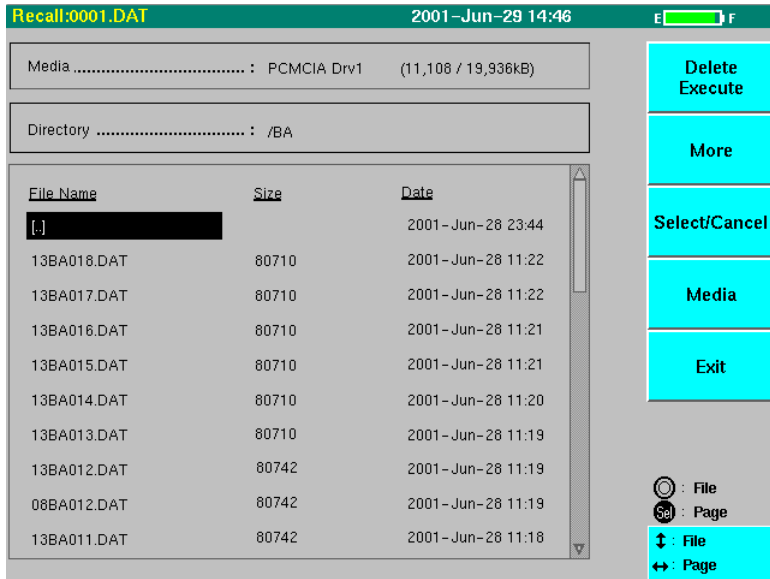 Recall:0001.DAT 2001-Jun-29 14:46 E F
Media ................................... : PCMCIA Drv1 (11,108 / 19,936kB)
Directory ............................... : /BA
File Name Size Date
[..] 2001-Jun-28 23:44
13BA018.DAT 80710 2001-Jun-28 11:22
13BA017.DAT 80710 2001-Jun-28 11:22
13BA016.DAT 80710 2001-Jun-28 11:21
13BA015.DAT 80710 2001-Jun-28 11:21
13BA014.DAT 80710 2001-Jun-28 11:20
13BA013.DAT 80710 2001-Jun-28 11:19
13BA012.DAT 80742 2001-Jun-28 11:19
08BA012.DAT 80742 2001-Jun-28 11:19
13BA011.DAT 80742 2001-Jun-28 11:18
Delete
Execute
More
Select/Cancel
Media
Exit
: File
Sel : Page
↕ : File
↔ : Page